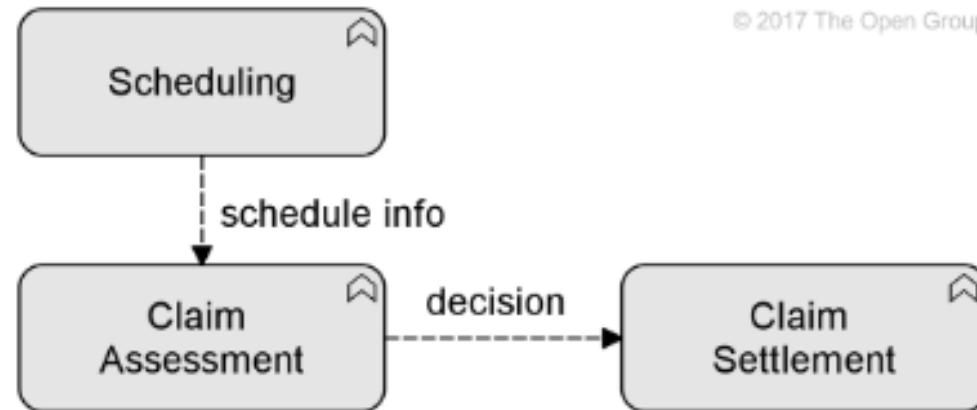 © 2017 The Open Group
Scheduling
schedule info
Claim
Assessment
decision
Claim
Settlement